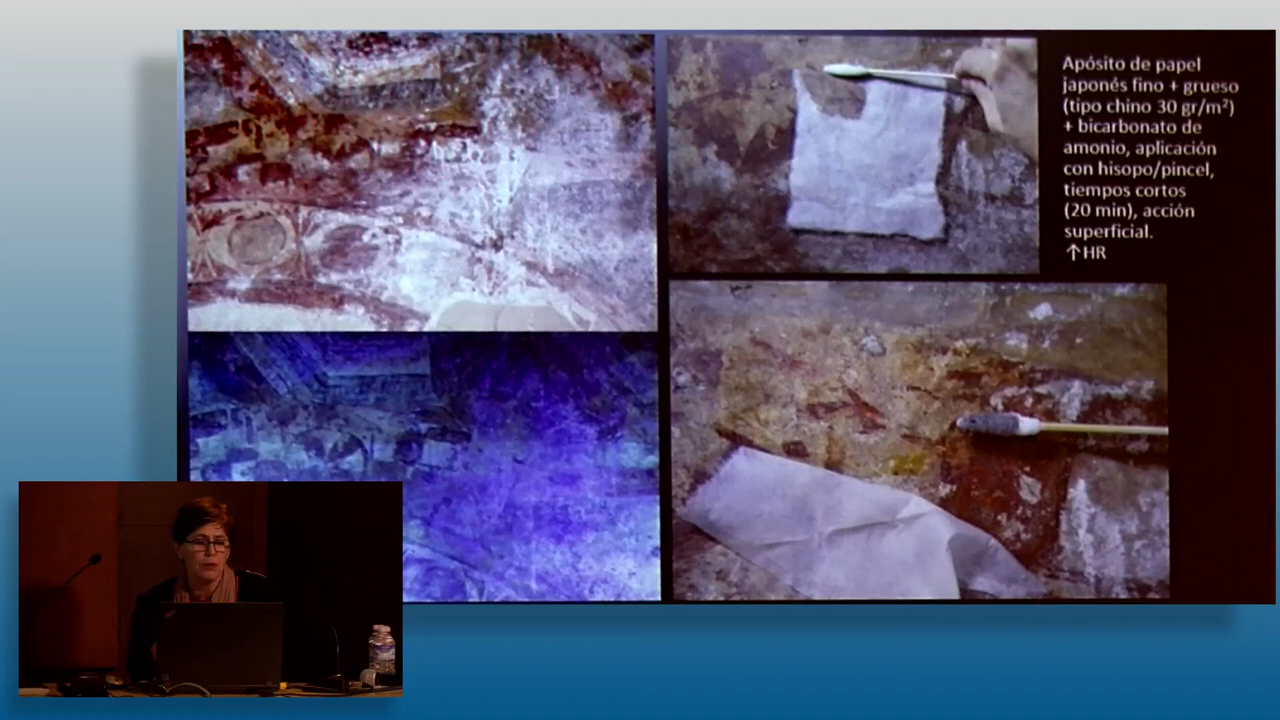 Apósito de papel
japonés fino + grueso
(tipo chino 30 gr/m²)
+ bicarbonato de
amonio, aplicación
con hisopo/pincel,
tiempos cortos
(20 min), acción
superficial.
↑HR